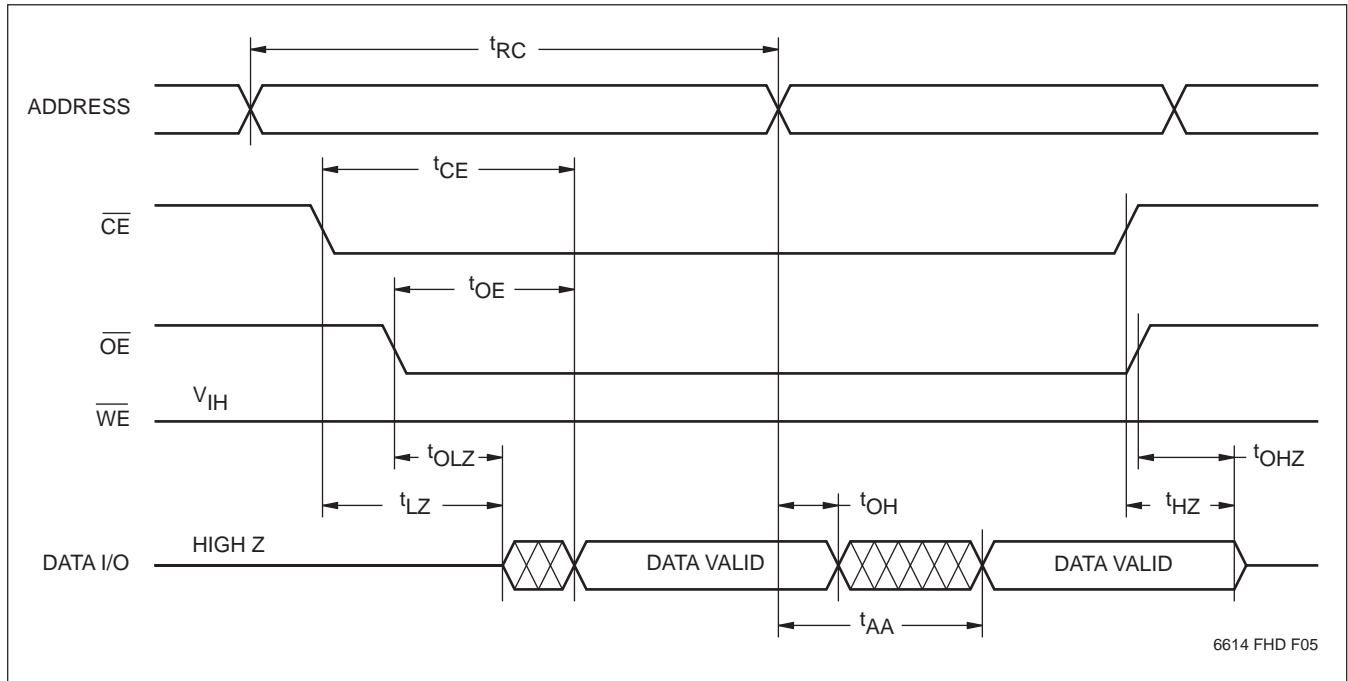 tRC
ADDRESS
tCE
CE
tOE
OE
VIH
WE
tOLZ
tOHZ
tLZ
tOH
tHZ
HIGH Z
DATA I/O
DATA VALID
DATA VALID
tAA
6614 FHD F05